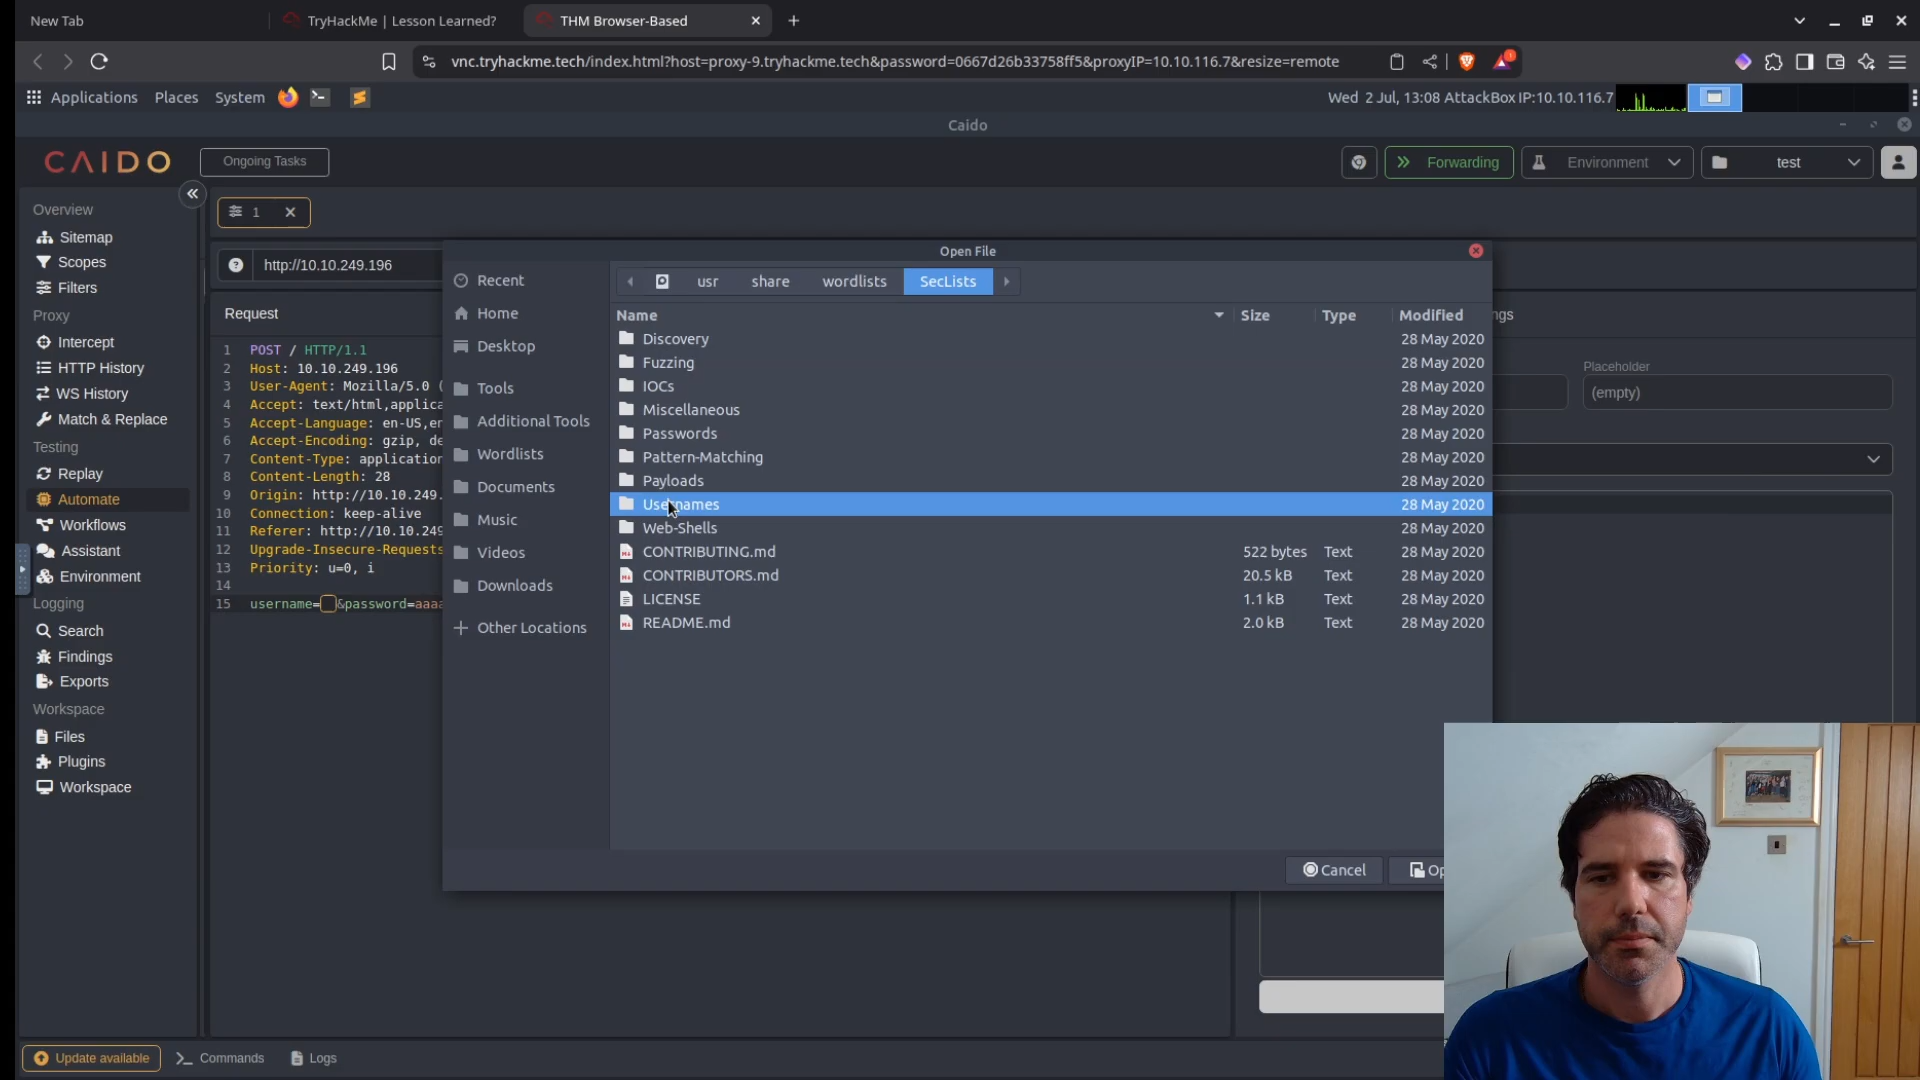 New Tab
TryHackMe | Lesson Learned?
THM Browser-Based
vnc.tryhackme.tech/index.html?host=proxy-9.tryhackme.tech&password=0667d26b33758ff5&proxyIP=10.10.116.7&resize=remote
Applications Places System
Wed 2 Jul, 13:08 AttackBox IP:10.10.116.7
Caido
CAIDO
Ongoing Tasks
Forwarding
Environment
test
Overview
Sitemap
Scopes
Filters
Proxy
Intercept
HTTP History
WS History
Match & Replace
Testing
Replay
Automate
Workflows
Assistant
Environment
Logging
Search
Findings
Exports
Workspace
Files
Plugins
Workspace
1
http://10.10.249.196
Request
1 POST / HTTP/1.1
2 Host: 10.10.249.196
3 User-Agent: Mozilla/5.0 (
4 Accept: text/html,applica
5 Accept-Language: en-US,en
6 Accept-Encoding: gzip, de
7 Content-Type: application
8 Content-Length: 28
9 Origin: http://10.10.249.
10 Connection: keep-alive
11 Referer: http://10.10.249
12 Upgrade-Insecure-Requests
13 Priority: u=0, i
14
15 username=&password=aaaa
Open File
Recent
Home
Desktop
Tools
Additional Tools
Wordlists
Documents
Music
Videos
Downloads
Other Locations
usr share wordlists SecLists
Name Size Type Modified
Discovery 28 May 2020
Fuzzing 28 May 2020
IOCs 28 May 2020
Miscellaneous 28 May 2020
Passwords 28 May 2020
Pattern-Matching 28 May 2020
Payloads 28 May 2020
Usernames 28 May 2020
Web-Shells 28 May 2020
CONTRIBUTING.md 522 bytes Text 28 May 2020
CONTRIBUTORS.md 20.5 kB Text 28 May 2020
LICENSE 1.1 kB Text 28 May 2020
README.md 2.0 kB Text 28 May 2020
Cancel
Op
ngs
Placeholder
(empty)
Update available
Commands
Logs